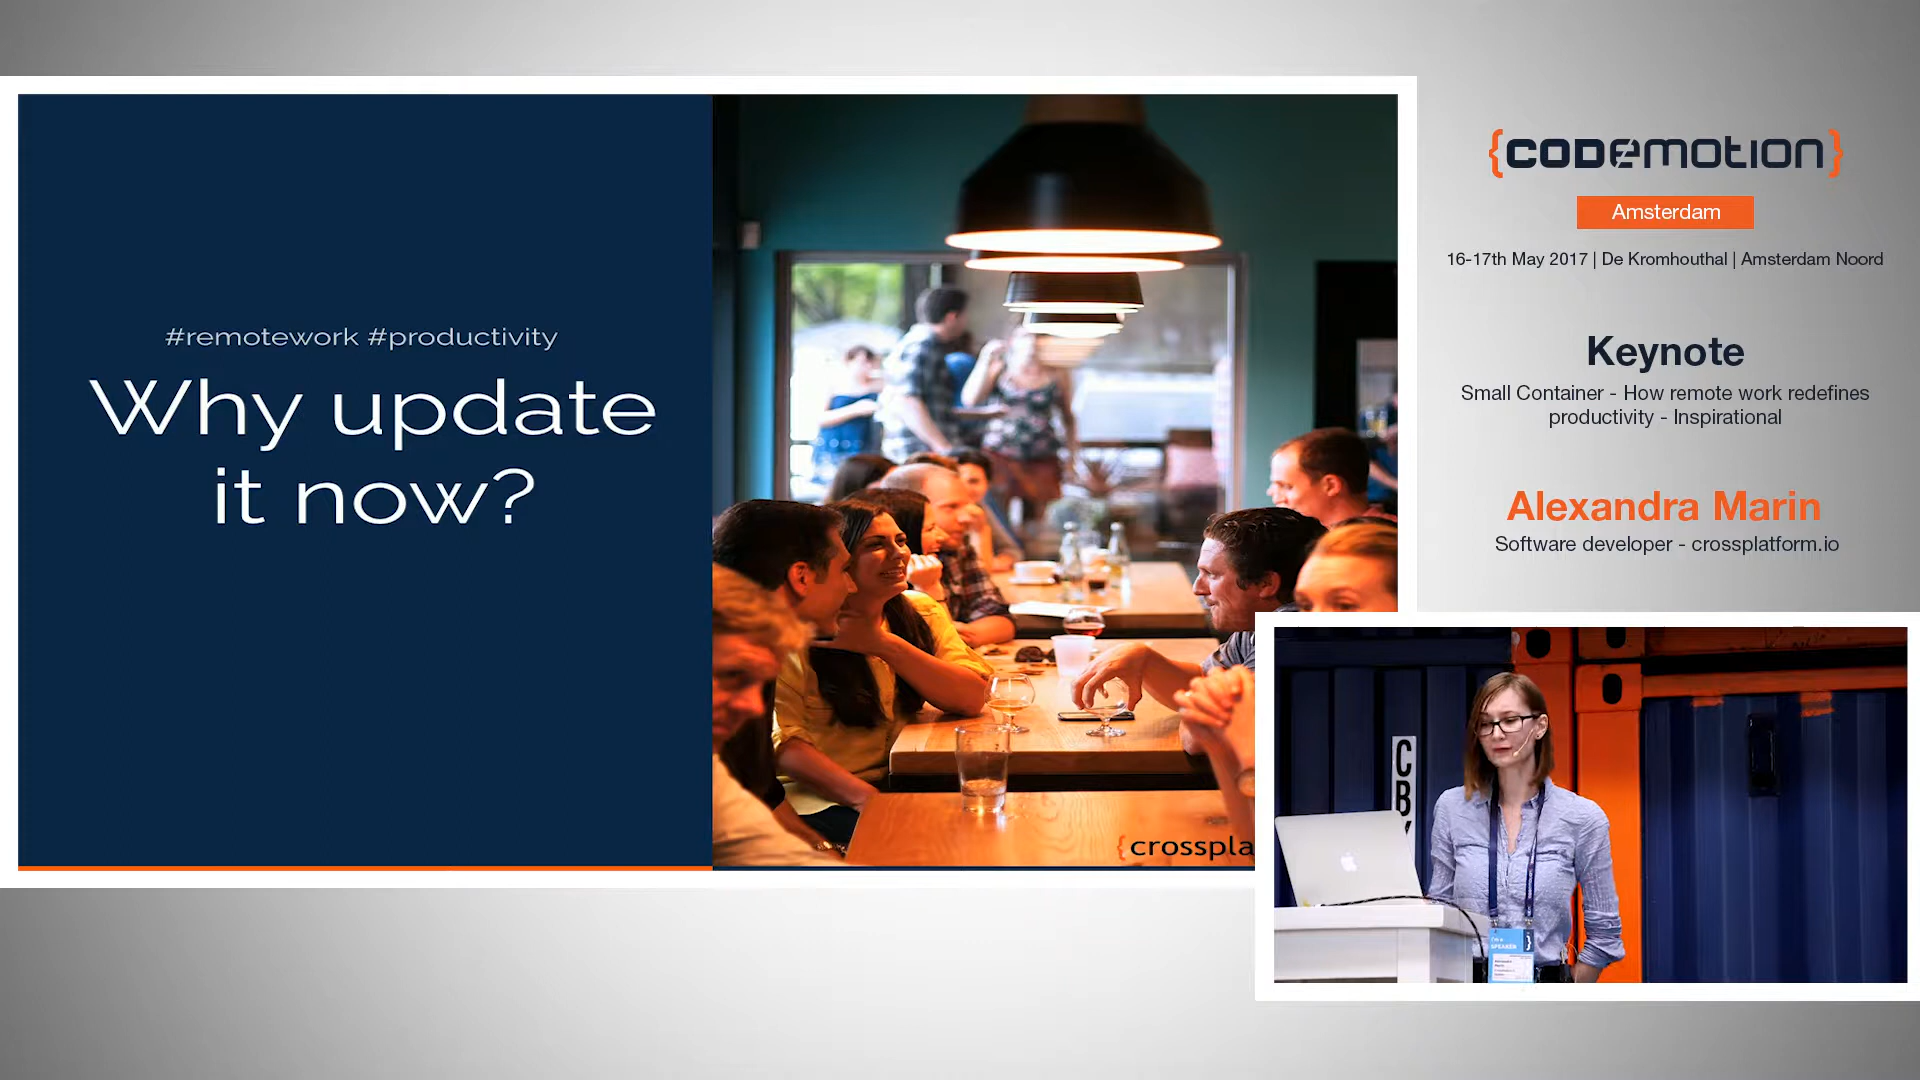 #remotework #productivity
Why update
it now?
{crosspla
{codemotion}
Amsterdam
16-17th May 2017 | De Kromhouthal | Amsterdam Noord
Keynote
Small Container - How remote work redefines
productivity - Inspirational
Alexandra Marin
Software developer - crossplatform.io
CB
I'm a
SPEAKER